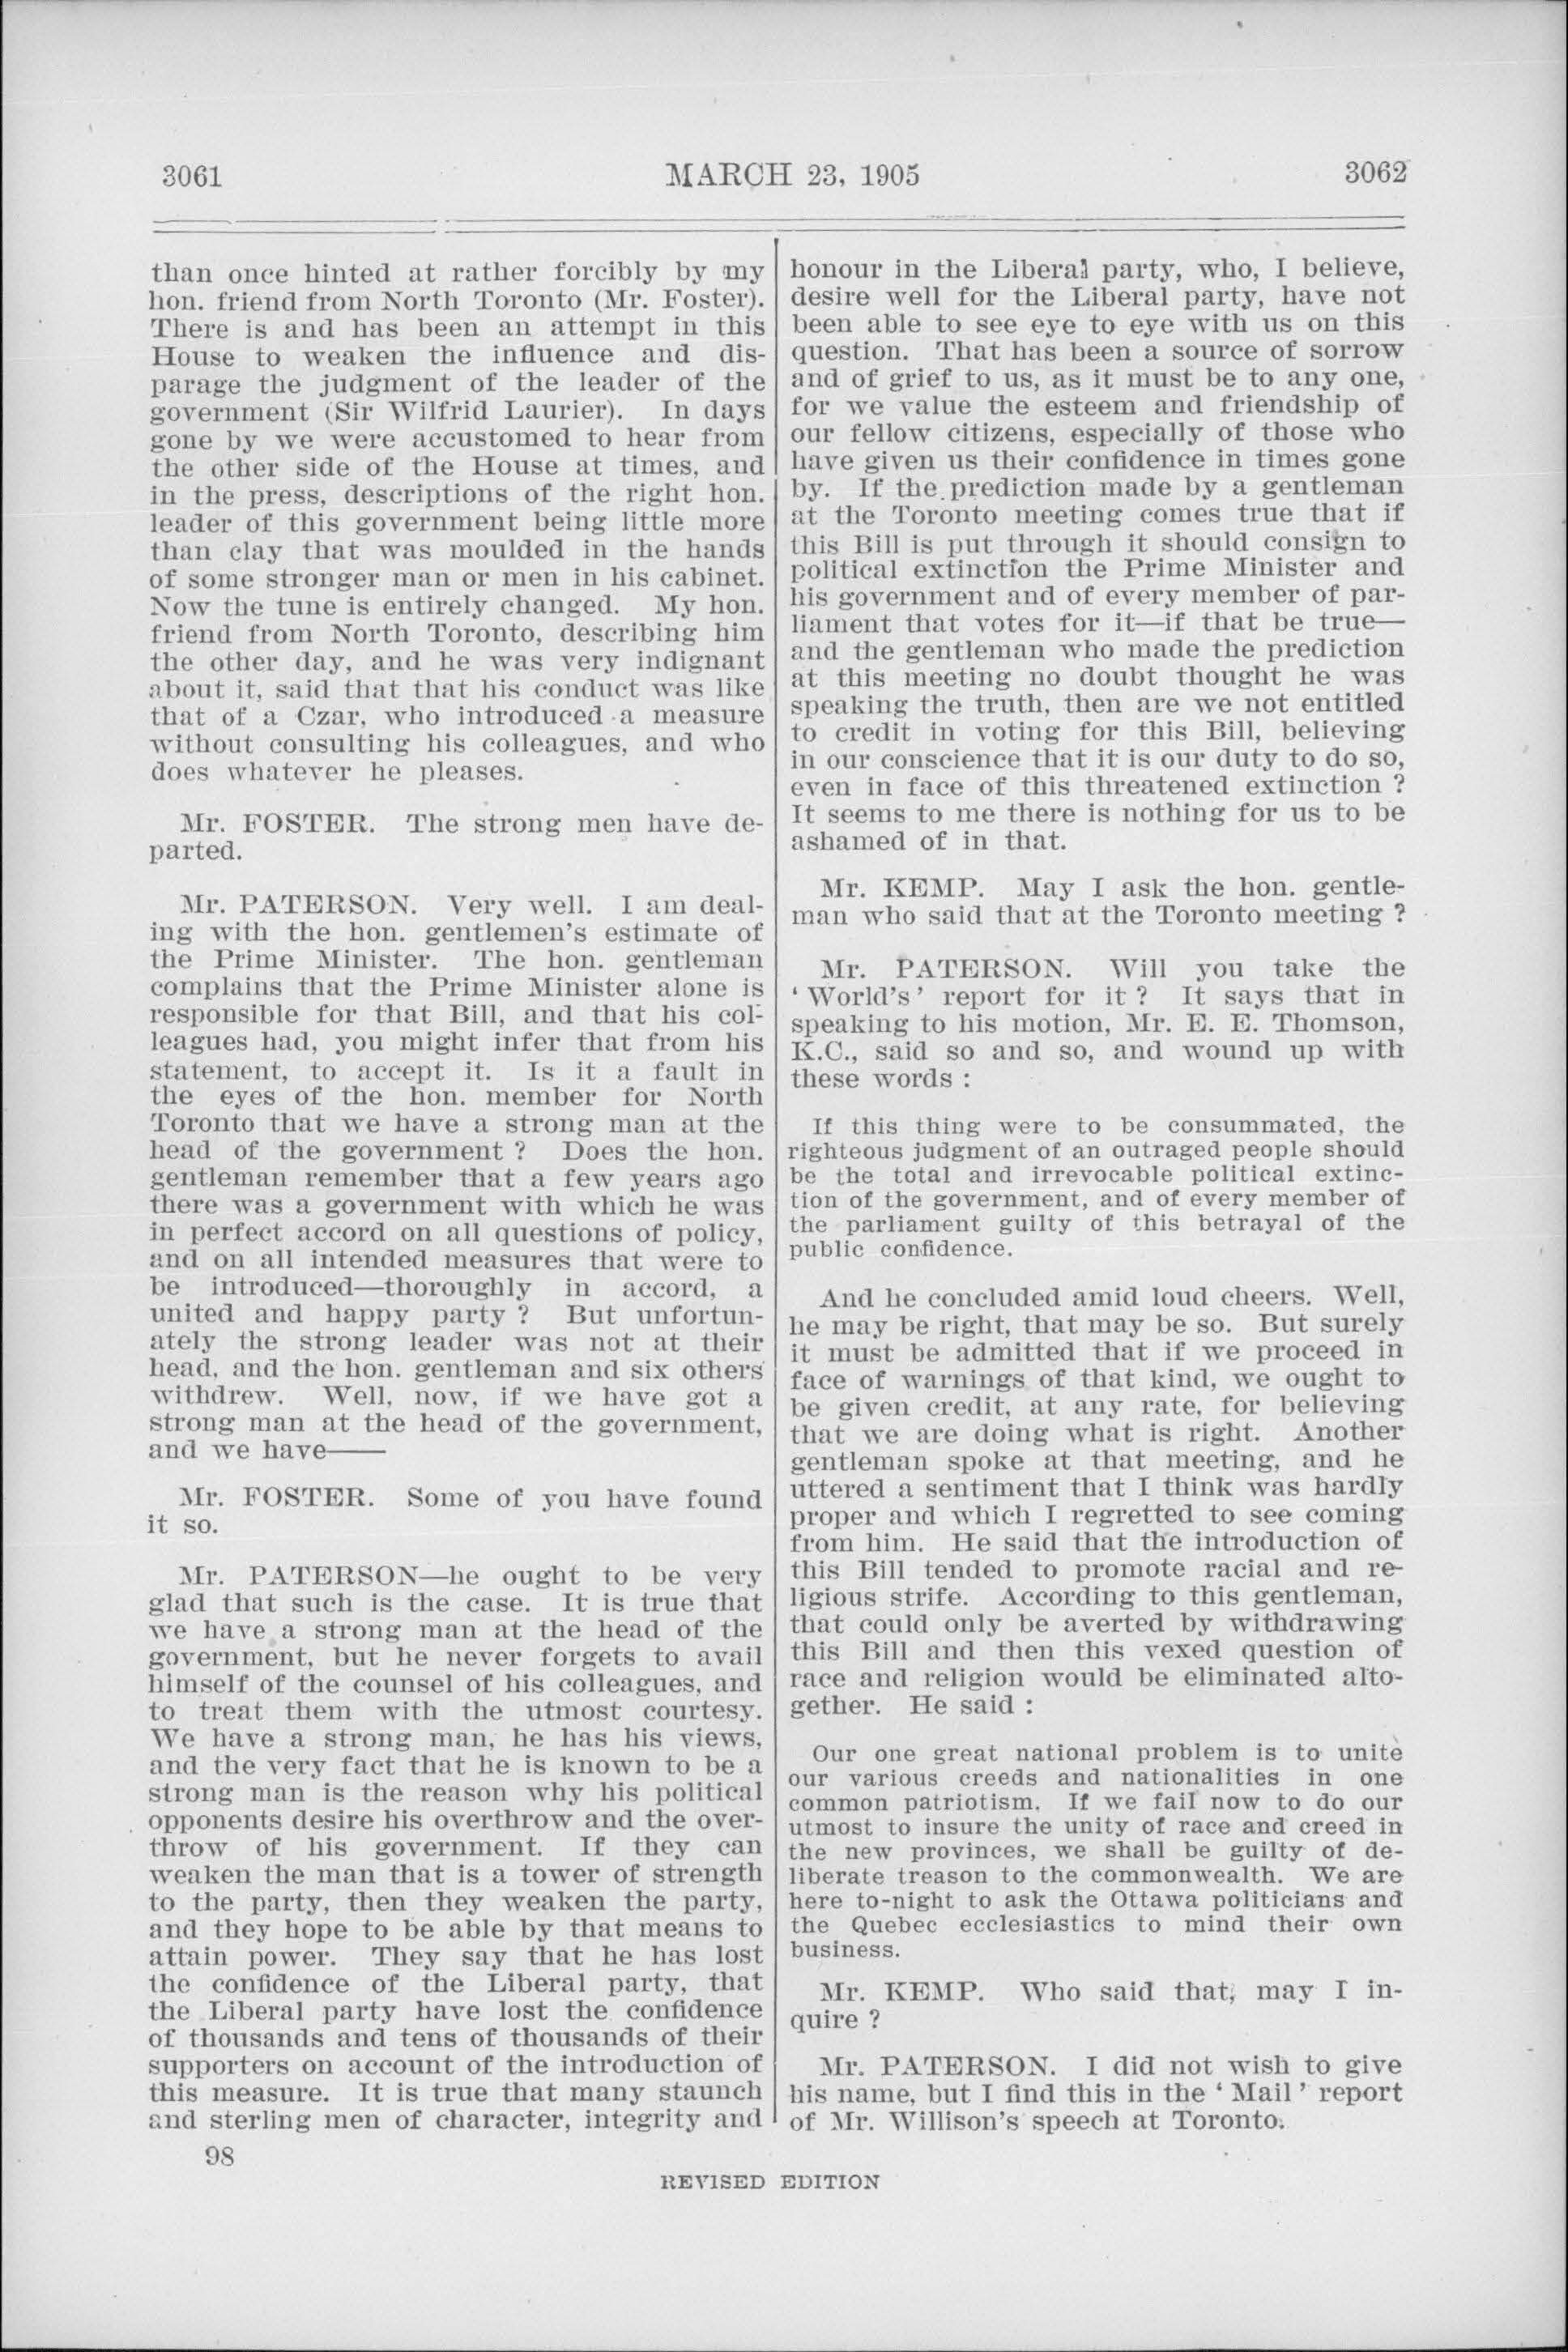 3061
MARCH 23, 1905
3062
than once hinted at rather forcibly by my
hon. friend from North Toronto (Mr. Foster).
There is and has been an attempt in this
House to weaken the influence and dis-
parage the judgment of the leader of the
government (Sir Wilfrid Laurier). In days
gone by we were accustomed to hear from
the other side of the House at times, and
in the press, descriptions of the right hon.
leader of this government being little more
than clay that was moulded in the hands
of some stronger man or men in his cabinet.
Now the tune is entirely changed. My hon.
friend from North Toronto, describing him
the other day, and he was very indignant
about it, said that that his conduct was like
that of a Czar, who introduced a measure
without consulting his colleagues, and who
does whatever he pleases.
Mr. FOSTER. The strong men have de-
parted.
Mr. PATERSON. Very well. I am deal-
ing with the hon. gentlemen's estimate of
the Prime Minister. The hon. gentleman
complains that the Prime Minister alone is
responsible for that Bill, and that his col-
leagues had, you might infer that from his
statement, to accept it. Is it a fault in
the eyes of the hon. member for North
Toronto that we have a strong man at the
head of the government ? Does the hon.
gentleman remember that a few years ago
there was a government with which he was
in perfect accord on all questions of policy,
and on all intended measures that were to
be introduced—thoroughly in accord, a
united and happy party ? But unfortun-
ately the strong leader was not at their
head, and the hon. gentleman and six others
withdrew. Well, now, if we have got a
strong man at the head of the government,
and we have——
Mr. FOSTER. Some of you have found
it so.
Mr. PATERSON—he ought to be very
glad that such is the case. It is true that
we have a strong man at the head of the
government, but he never forgets to avail
himself of the counsel of his colleagues, and
to treat them with the utmost courtesy.
We have a strong man, he has his views,
and the very fact that he is known to be a
strong man is the reason why his political
opponents desire his overthrow and the over-
throw of his government. If they can
weaken the man that is a tower of strength
to the party, then they weaken the party,
and they hope to be able by that means to
attain power. They say that he has lost
the confidence of the Liberal party, that
the Liberal party have lost the confidence
of thousands and tens of thousands of their
supporters on account of the introduction of
this measure. It is true that many staunch
and sterling men of character, integrity and
98
honour in the Liberal party, who, I believe,
desire well for the Liberal party, have not
been able to see eye to eye with us on this
question. That has been a source of sorrow
and of grief to us, as it must be to any one,
for we value the esteem and friendship of
our fellow citizens, especially of those who
have given us their confidence in times gone
by. If the prediction made by a gentleman
at the Toronto meeting comes true that if
this Bill is put through it should consign to
political extinction the Prime Minister and
his government and of every member of par-
liament that votes for it—if that be true—
and the gentleman who made the prediction
at this meeting no doubt thought he was
speaking the truth, then are we not entitled
to credit in voting for this Bill, believing
in our conscience that it is our duty to do so,
even in face of this threatened extinction ?
It seems to me there is nothing for us to be
ashamed of in that.
Mr. KEMP. May I ask the hon. gentle-
man who said that at the Toronto meeting ?
Mr. PATERSON. Will you take the
' World's ' report for it ? It says that in
speaking to his motion, Mr. E. E. Thomson,
K.C., said so and so, and wound up with
these words :
If this thing were to be consummated, the
righteous judgment of an outraged people should
be the total and irrevocable political extinc-
tion of the government, and of every member of
the parliament guilty of this betrayal of the
public confidence.
And he concluded amid loud cheers. Well,
he may be right, that may be so. But surely
it must be admitted that if we proceed in
face of warnings of that kind, we ought to
be given credit, at any rate, for believing
that we are doing what is right. Another
gentleman spoke at that meeting, and he
uttered a sentiment that I think was hardly
proper and which I regretted to see coming
from him. He said that the introduction of
this Bill tended to promote racial and re-
ligious strife. According to this gentleman,
that could only be averted by withdrawing
this Bill and then this vexed question of
race and religion would be eliminated alto-
gether. He said :
Our one great national problem is to unite
our various creeds and nationalities in one
common patriotism. If we fail now to do our
utmost to insure the unity of race and creed in
the new provinces, we shall be guilty of de-
liberate treason to the commonwealth. We are
here to-night to ask the Ottawa politicians and
the Quebec ecclesiastics to mind their own
business.
Mr. KEMP. Who said that, may I in-
quire ?
Mr. PATERSON. I did not wish to give
his name, but I find this in the ' Mail ' report
of Mr. Willison's speech at Toronto.
REVISED EDITION